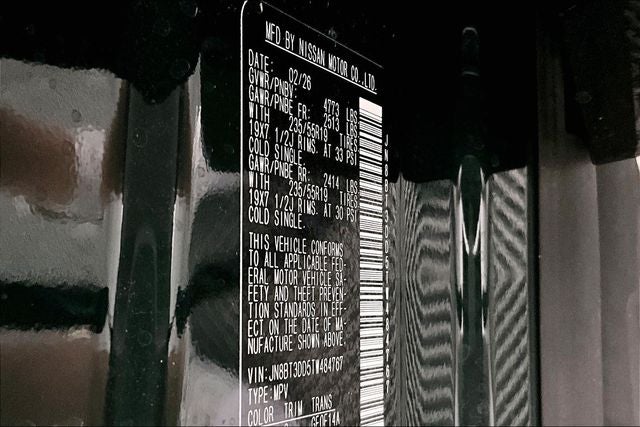 MFD BY NISSAN MOTOR CO.,LTD.
DATE: 02/26
GVWR/PNBV: 4773 LBS
GAWR/PNBE FR: 2513 LBS
WITH 235/55R19 TIRES
19X7 1/2J RIMS. AT 33 PSI
COLD SINGLE.
GAWR/PNBE RR: 2414 LBS
WITH 235/55R19 TIRES
19X7 1/2J RIMS. AT 30 PSI
COLD SINGLE.
THIS VEHICLE CONFORMS
TO ALL APPLICABLE FED-
ERAL MOTOR VEHICLE SA-
FETY AND THEFT PREVEN-
TION STANDARDS IN EFF-
ECT ON THE DATE OF MA-
NUFACTURE SHOWN ABOVE.
VIN:JN8BT3DD5TW484767
TYPE:MPV
COLOR TRIM TRANS
JN8BT3DD5TW484767